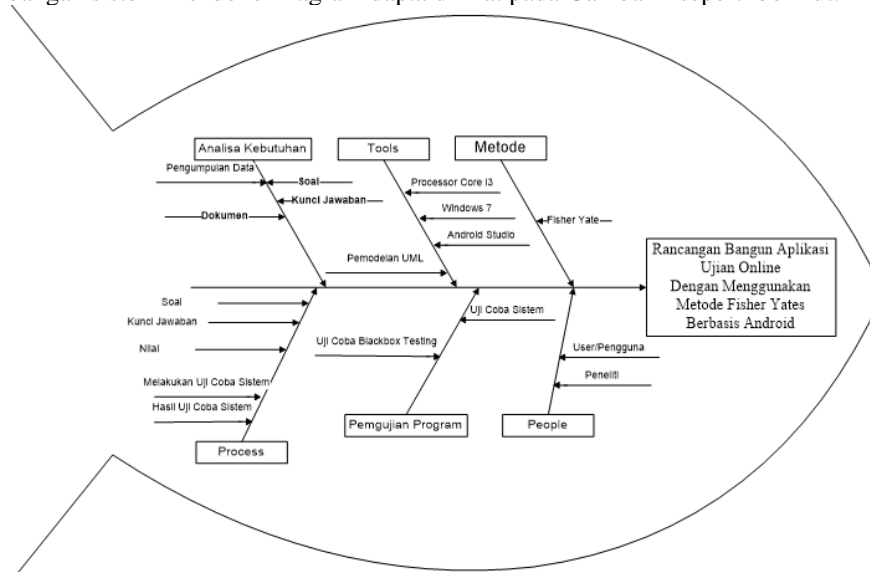 Analisa Kebutuhan
Tools
Metode
Pengumpulan Data
Soal
Kunci Jawaban
Dokumen
Processor Core I3
Windows 7
Android Studio
Pemodelan UML
Fisher Yate
Rancangan Bangun Aplikasi
Ujian Online
Dengan Menggunakan
Metode Fisher Yates
Berbasis Android
Soal
Kunci Jawaban
Nilai
Melakukan Uji Coba Sistem
Hasil Uji Coba Sistem
Process
Uji Coba Sistem
Uji Coba Blackbox Testing
Pemgujian Program
User/Pengguna
Peneliti
People